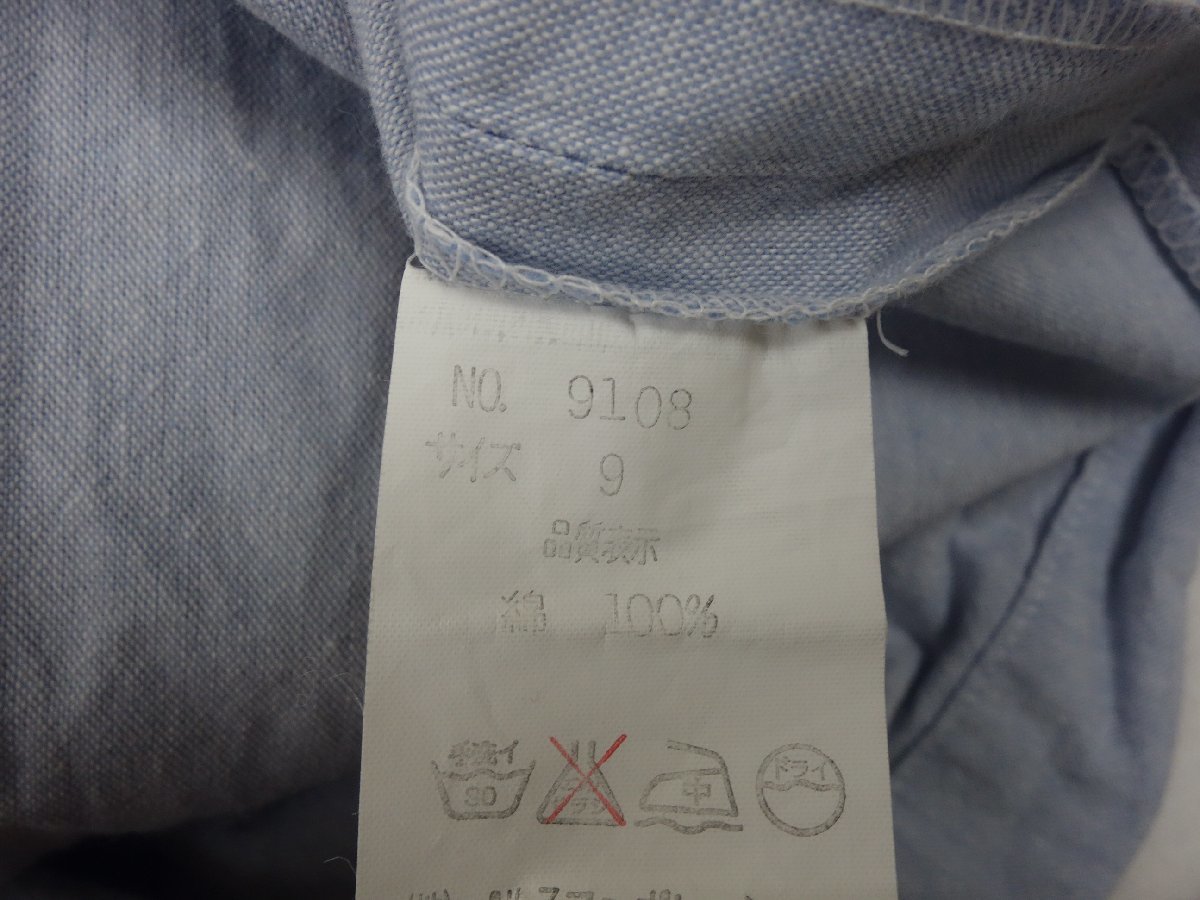 NO. 9108
サイズ 9
品質表示
綿 100%
手洗イ 30 中 ドライ